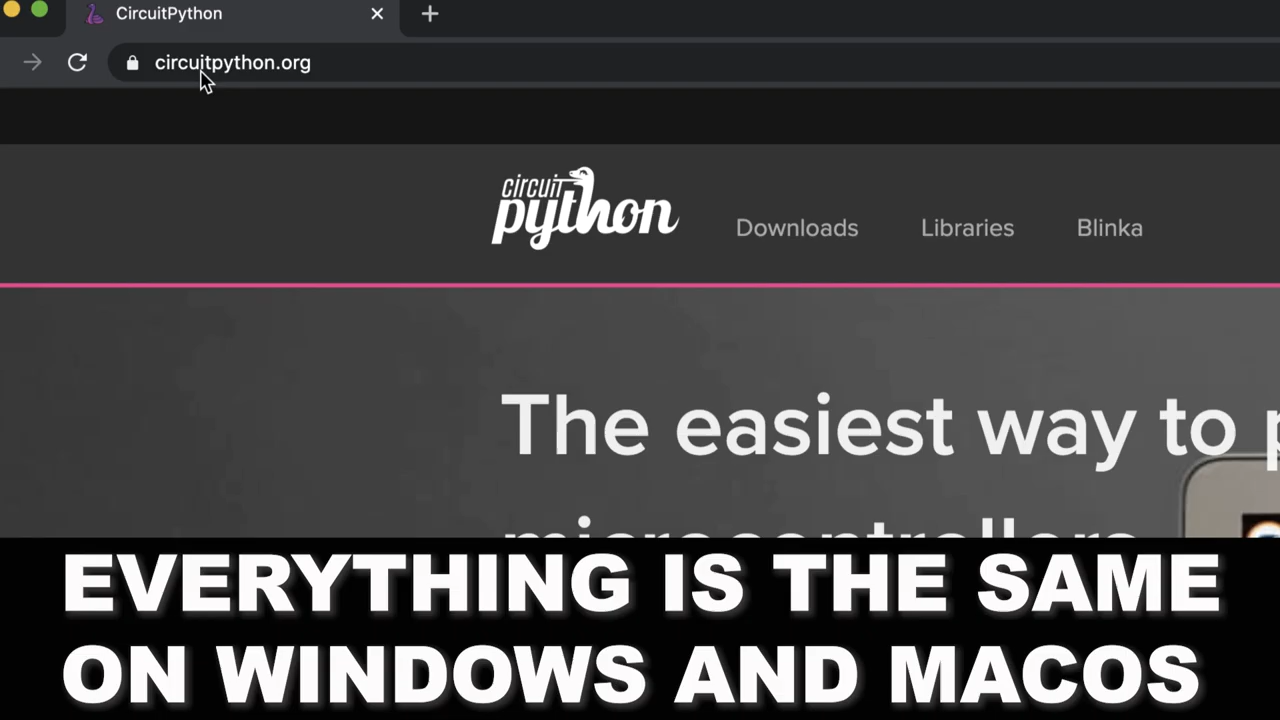 CircuitPython
circuitpython.org
circuit
python
Downloads Libraries Blinka
The easiest way to
microcontrollers
EVERYTHING IS THE SAME
ON WINDOWS AND MACOS